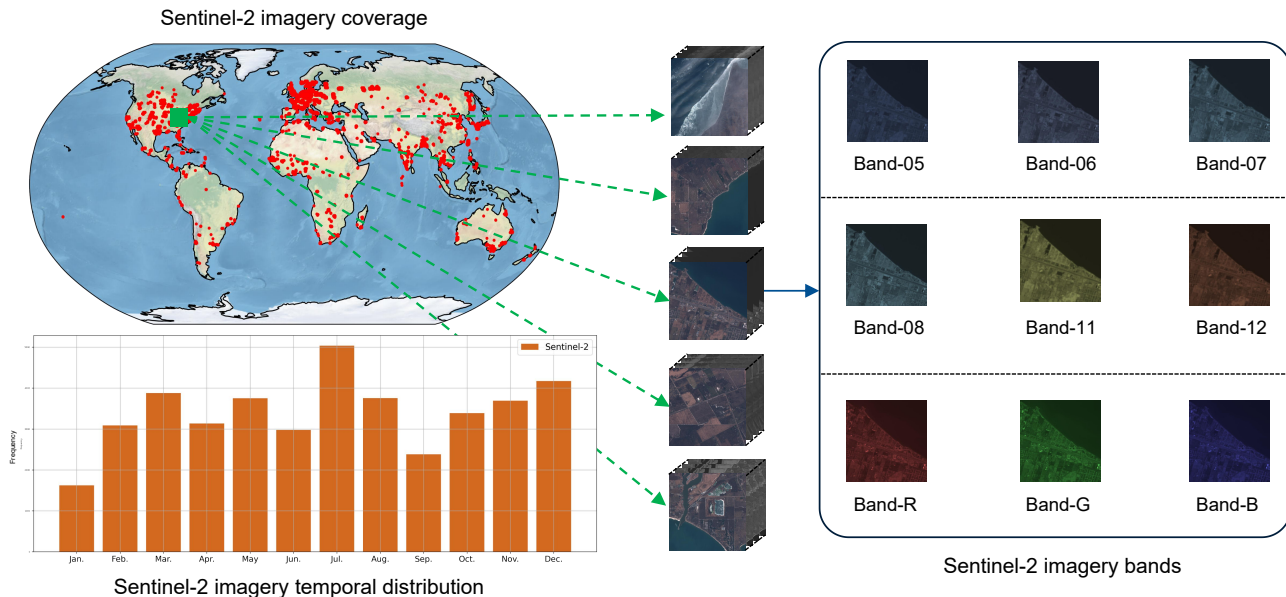 Sentinel-2 imagery coverage
Band-05
Band-06
Band-07
Band-08
Band-11
Band-12
Band-R
Band-G
Band-B
Sentinel-2 imagery bands
Sentinel-2
Frequency
Jan.
Feb.
Mar.
Apr.
May
Jun.
Jul.
Aug.
Sep.
Oct.
Nov.
Dec.
Sentinel-2 imagery temporal distribution